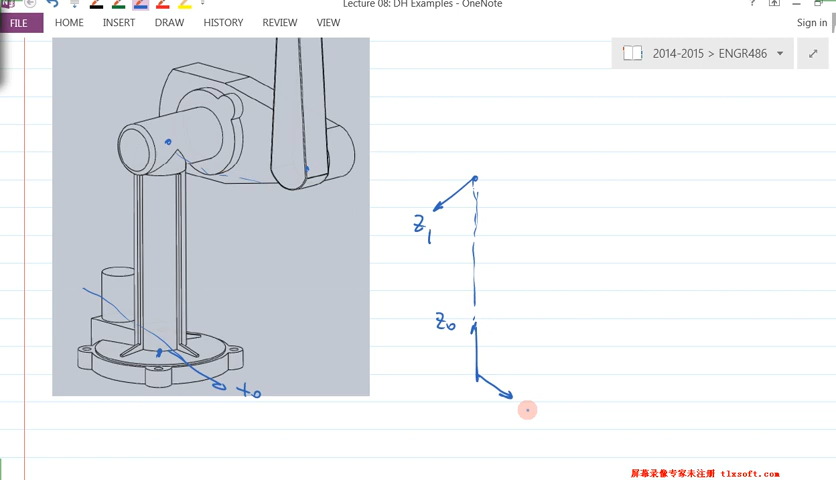 Lecture 08: DH Examples - OneNote
FILE HOME INSERT DRAW HISTORY REVIEW VIEW
Sign in
2014-2015 > ENGR486
Z1
Z0
x0
屏幕录像专家未注册 tlxsoft.com